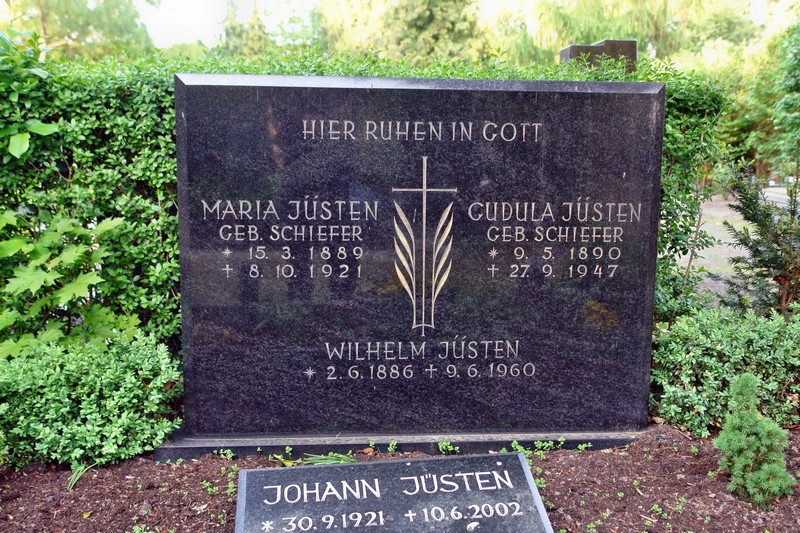 HIER RUHEN IN GOTT
MARIA JÜSTEN
GEB. SCHIEFER
* 15. 3. 1889
+ 8. 10. 1921
GUDULA JÜSTEN
GEB. SCHIEFER
* 9. 5. 1890
+ 27. 9. 1947
WILHELM JÜSTEN
* 2. 6. 1886 + 9. 6. 1960
JOHANN JÜSTEN
* 30. 9. 1921 + 10. 6. 2002